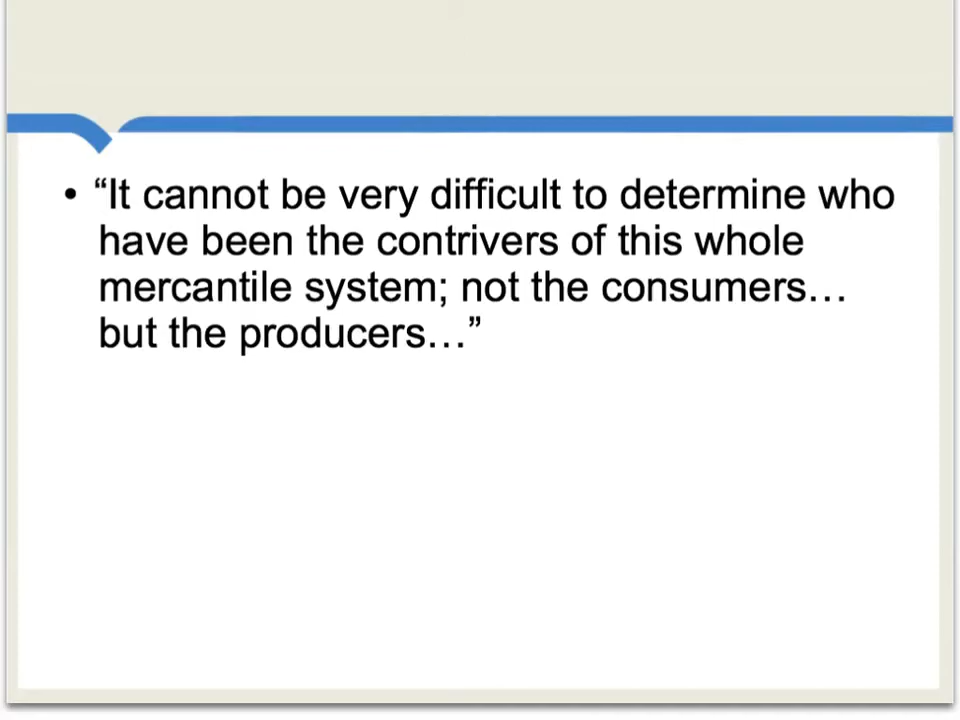 • “It cannot be very difficult to determine who
have been the contrivers of this whole
mercantile system; not the consumers…
but the producers…”